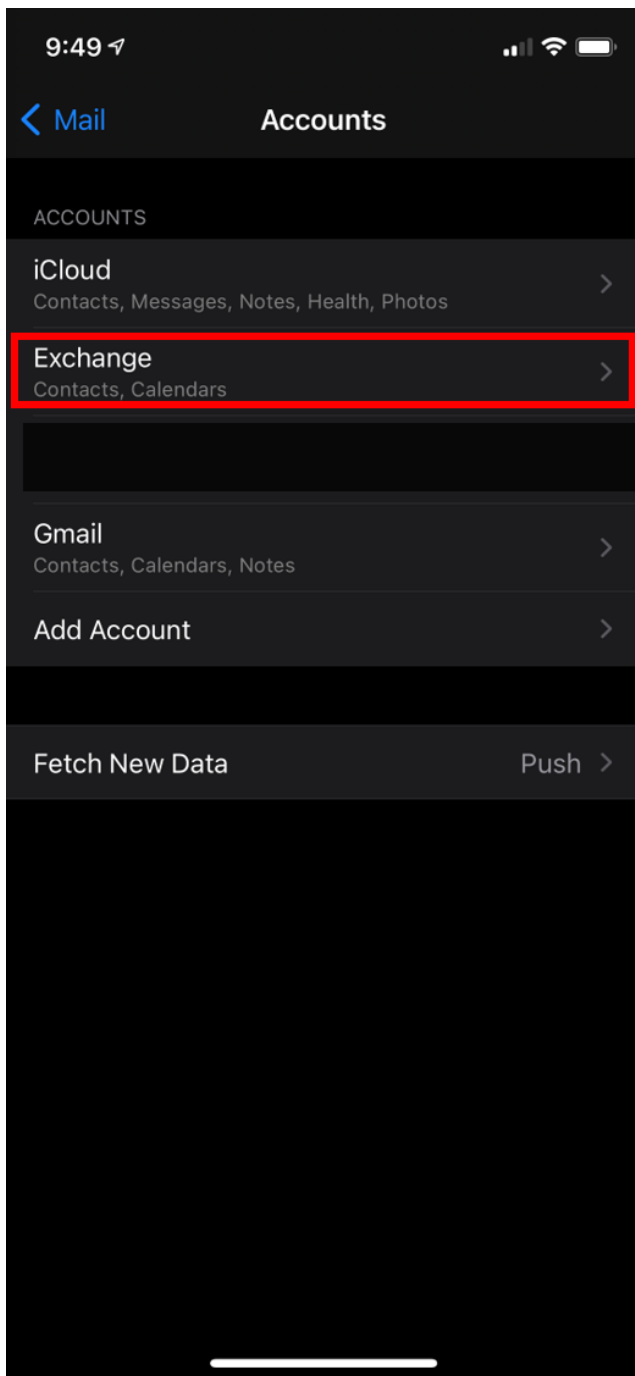 9:49
Mail
Accounts
ACCOUNTS
iCloud
Contacts, Messages, Notes, Health, Photos
Exchange
Contacts, Calendars
Gmail
Contacts, Calendars, Notes
Add Account
Fetch New Data Push